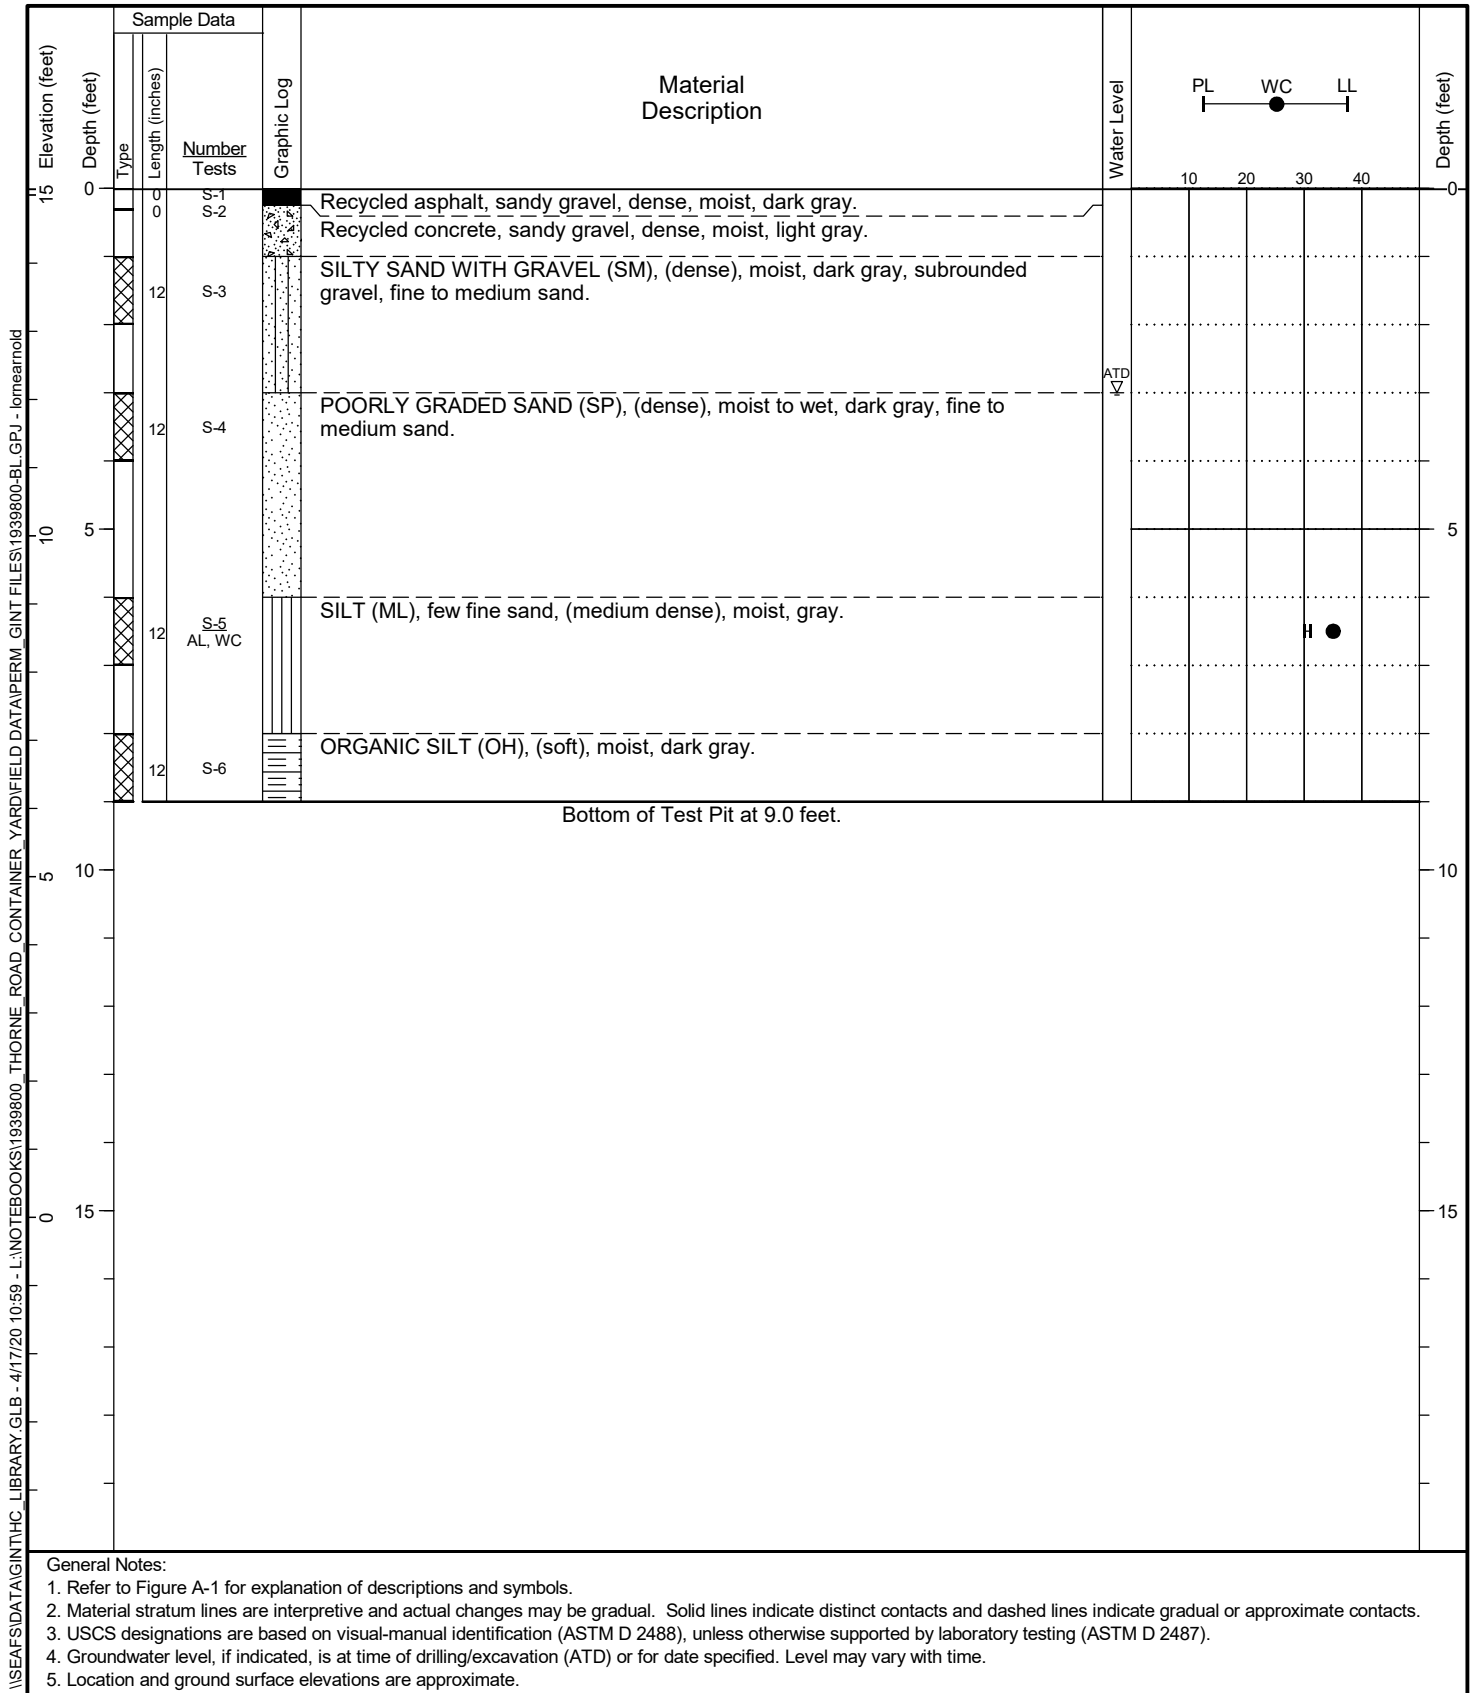 Sample Data
Elevation (feet)
Depth (feet)
Type
Length (inches)
Number
Tests
Graphic Log
Material
Description
Water Level
PL WC LL
Depth (feet)
10 20 30 40
15 0 0
0 S-1
Recycled asphalt, sandy gravel, dense, moist, dark gray.
0 S-2
Recycled concrete, sandy gravel, dense, moist, light gray.
SILTY SAND WITH GRAVEL (SM), (dense), moist, dark gray, subrounded
gravel, fine to medium sand.
12 S-3
ATD
POORLY GRADED SAND (SP), (dense), moist to wet, dark gray, fine to
medium sand.
12 S-4
10 5 5
SILT (ML), few fine sand, (medium dense), moist, gray.
12 S-5
AL, WC
ORGANIC SILT (OH), (soft), moist, dark gray.
12 S-6
Bottom of Test Pit at 9.0 feet.
5 10 10
0 15 15
\\SEAFS\DATA\GINT\HC_LIBRARY.GLB - 4/17/20 10:59 - L:\NOTEBOOKS\1939800_THORNE_ROAD_CONTAINER_YARD\FIELD DATA\PERM_GINT FILES\1939800-BL.GPJ - lornearnold
General Notes:
1. Refer to Figure A-1 for explanation of descriptions and symbols.
2. Material stratum lines are interpretive and actual changes may be gradual. Solid lines indicate distinct contacts and dashed lines indicate gradual or approximate contacts.
3. USCS designations are based on visual-manual identification (ASTM D 2488), unless otherwise supported by laboratory testing (ASTM D 2487).
4. Groundwater level, if indicated, is at time of drilling/excavation (ATD) or for date specified. Level may vary with time.
5. Location and ground surface elevations are approximate.